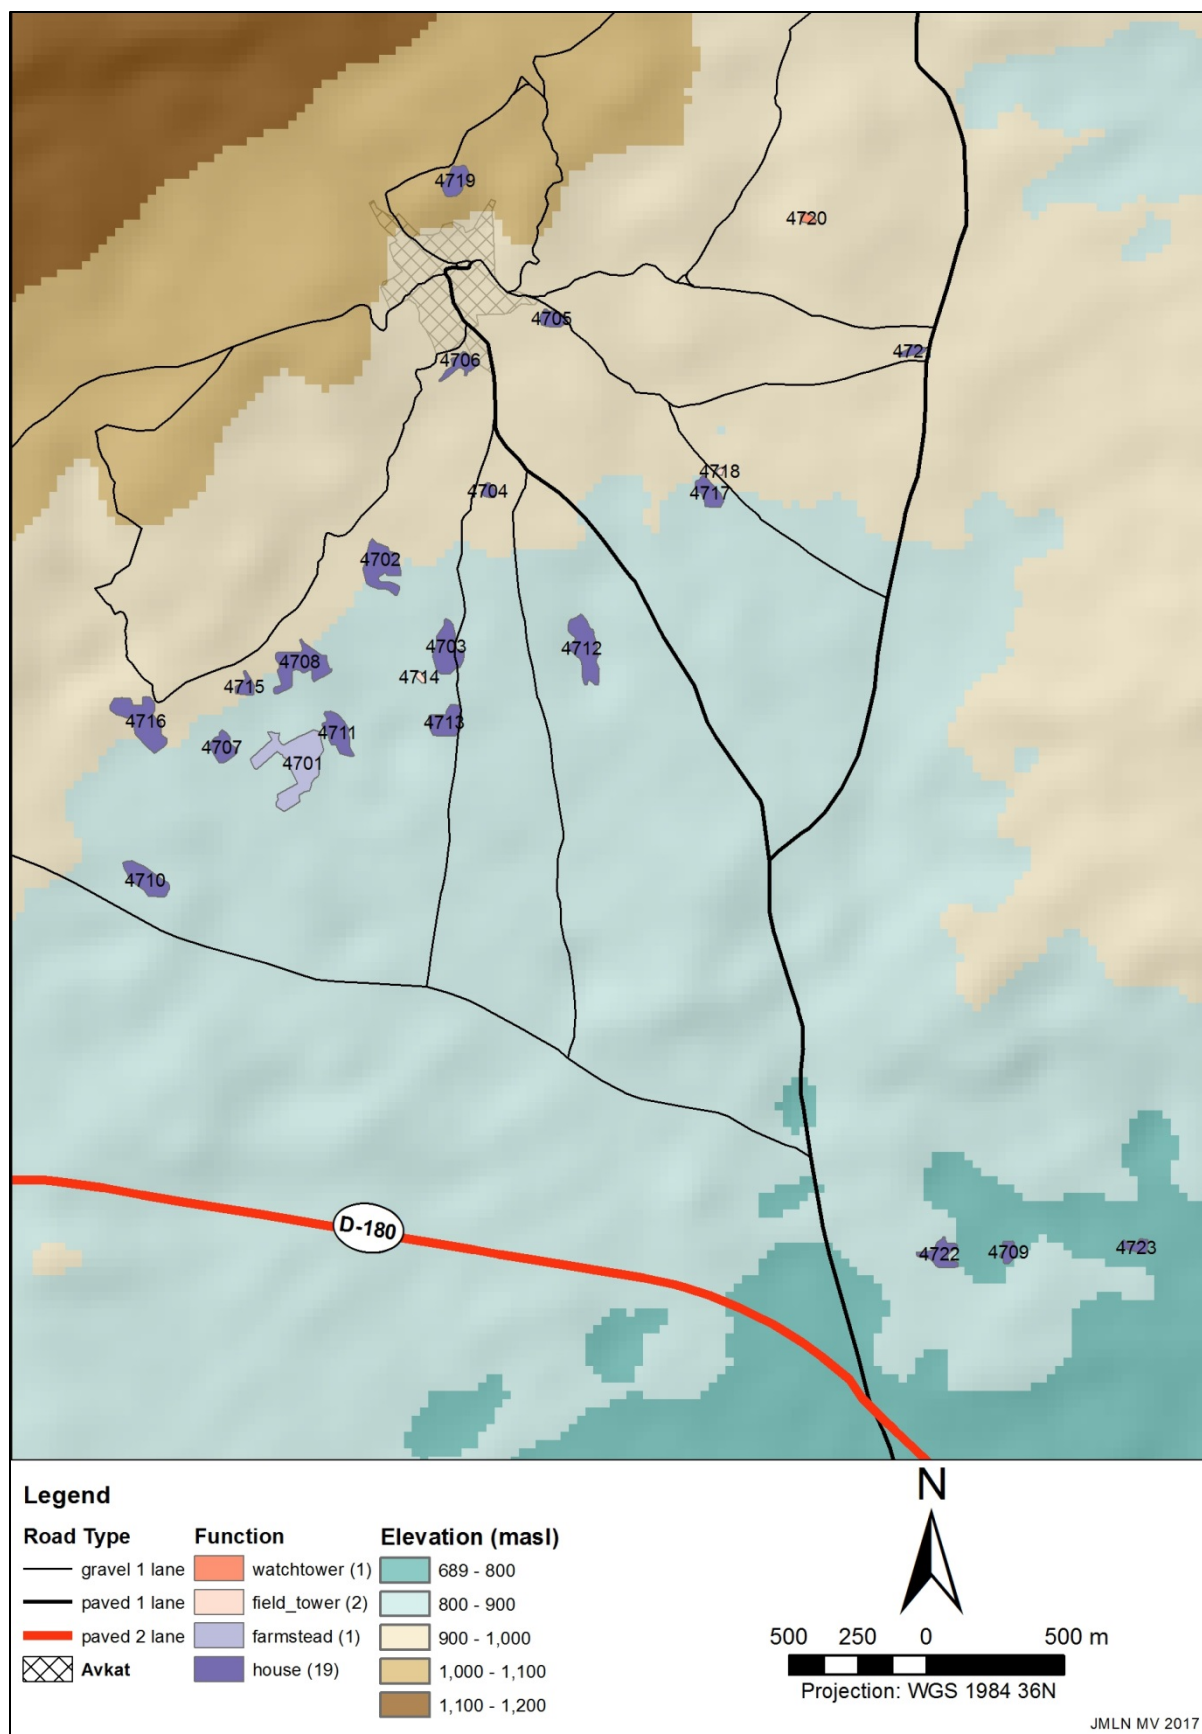 4719
4720
4705
472
4706
4718
4717
4704
4702
4703
4712
4708
4714
4715
4716
4713
4711
4707
4701
4710
D-180
4722
4709
4723
Legend
Road Type
gravel 1 lane
paved 1 lane
paved 2 lane
Avkat
Function
watchtower (1)
field_tower (2)
farmstead (1)
house (19)
Elevation (masl)
689 - 800
800 - 900
900 - 1,000
1,000 - 1,100
1,100 - 1,200
N
500 250 0 500 m
Projection: WGS 1984 36N
JMLN MV 2017